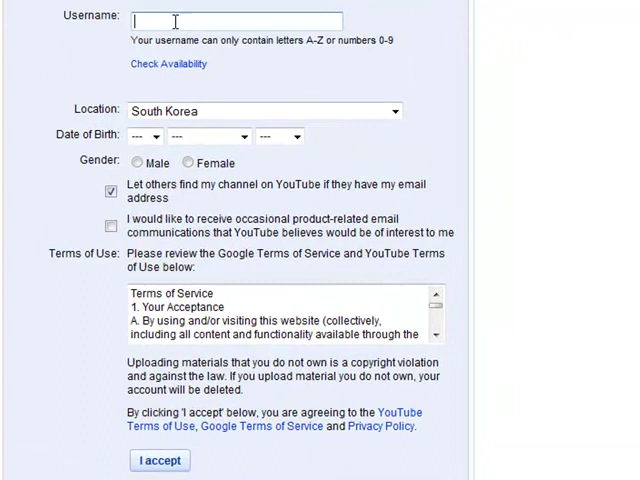 Username:
Your username can only contain letters A-Z or numbers 0-9
Check Availability
Location: South Korea
Date of Birth: --- --- ---
Gender: Male Female
Let others find my channel on YouTube if they have my email
address
I would like to receive occasional product-related email
communications that YouTube believes would be of interest to me
Terms of Use: Please review the Google Terms of Service and YouTube Terms
of Use below:
Terms of Service
1. Your Acceptance
A. By using and/or visiting this website (collectively,
including all content and functionality available through the
Uploading materials that you do not own is a copyright violation
and against the law. If you upload material you do not own, your
account will be deleted.
By clicking 'I accept' below, you are agreeing to the YouTube
Terms of Use, Google Terms of Service and Privacy Policy.
I accept